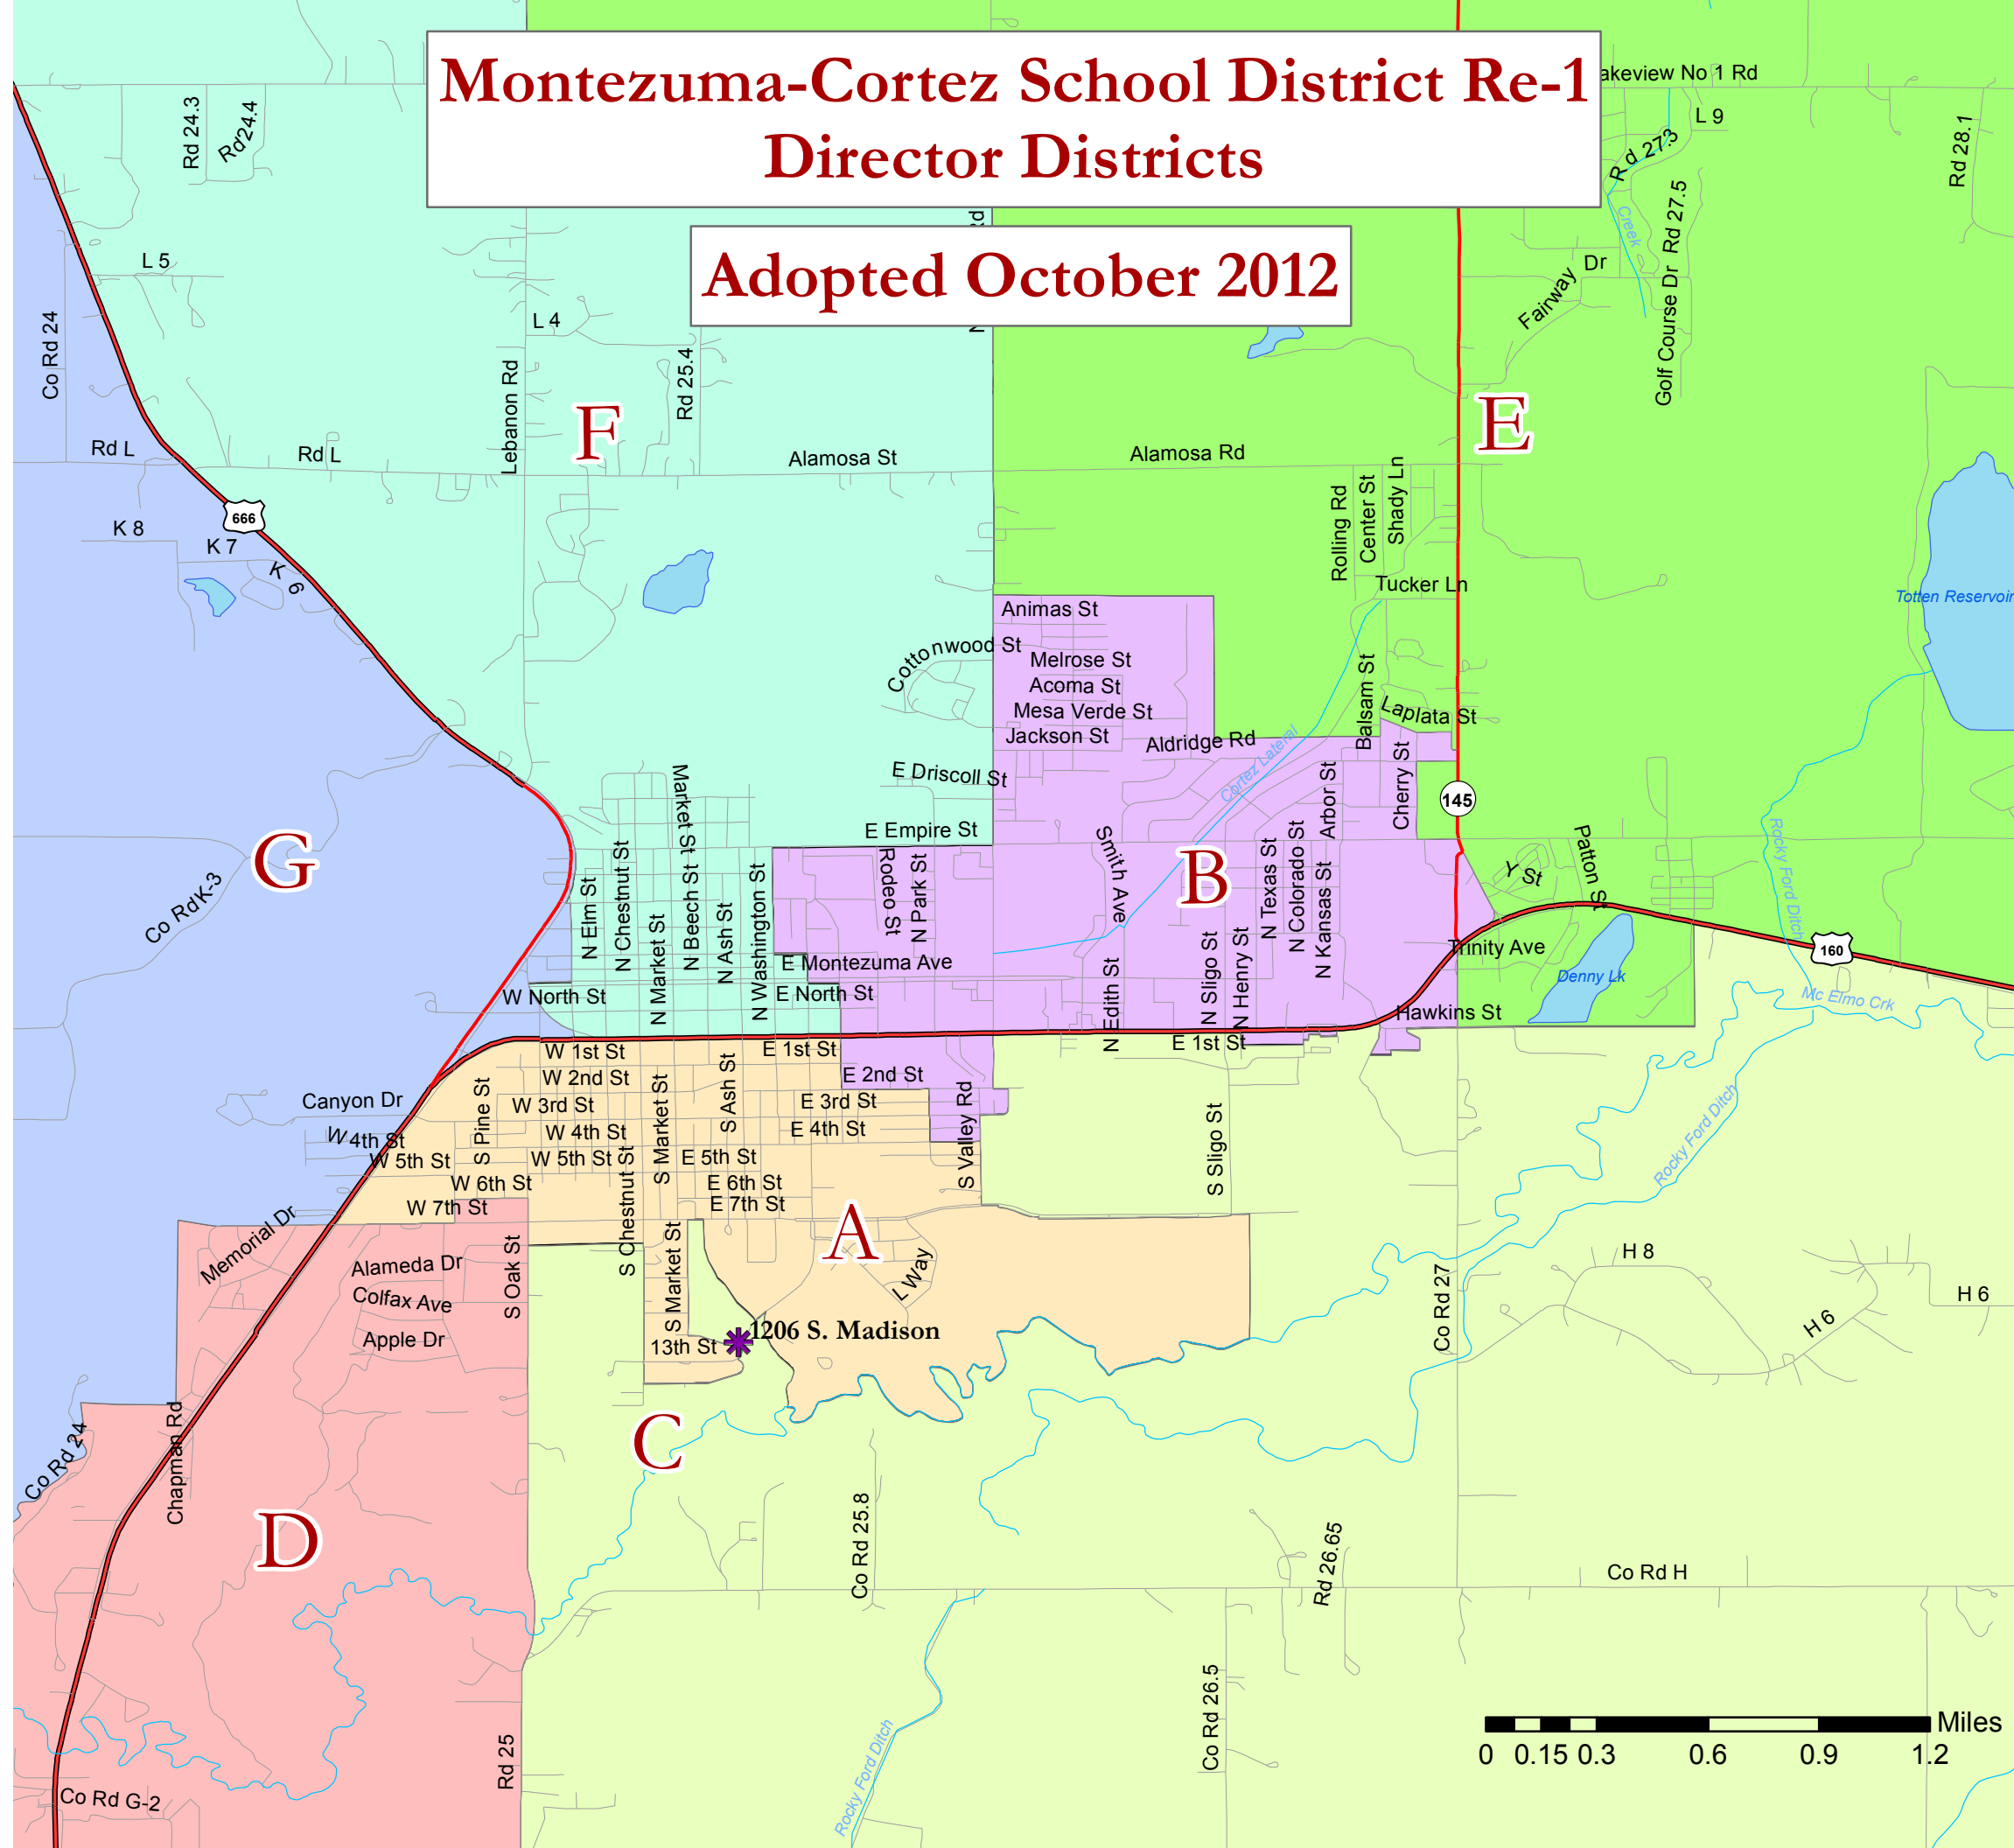 Montezuma-Cortez School District Re-1
Director Districts
Adopted October 2012
akeview No 1 Rd
L 9
Rd 24.3
Rd24.4
Rd 27.3
Rd 28.1
Rd 27.5
Creek
Rd
N
L 5
Dr
Fairway
Golf Course Dr
Co Rd 24
L 4
Rd 25.4
Lebanon Rd
F
E
Rd L
Rd L
Alamosa St
Alamosa Rd
666
K 8
K 7
K 6
Rolling Rd
Center St
Shady Ln
Tucker Ln
Totten Reservoir
Animas St
Cottonwood St
Melrose St
Acoma St
Mesa Verde St
Jackson St
Aldridge Rd
Balsam St
Laplata St
Cortez Lateral
E Driscoll St
Market St
Arbor St
Cherry St
145
E Empire St
G
Co Rd K-3
B
Smith Ave
Rodeo St
N Park St
N Elm St
N Chestnut St
N Market St
N Beech St
N Ash St
N Washington St
N Texas St
N Colorado St
N Kansas St
Y St
Patton St
Rocky Ford Ditch
160
E Montezuma Ave
Trinity Ave
Denny Lk
W North St
E North St
N Edith St
N Sligo St
N Henry St
Hawkins St
Mc Elmo Crk
W 1st St
E 1st St
E 1st St
W 2nd St
E 2nd St
Canyon Dr
W 3rd St
E 3rd St
S Pine St
S Market St
S Ash St
S Valley Rd
S Sligo St
Rocky Ford Ditch
W 4th St
W 4th St
E 4th St
W 5th St
W 5th St
E 5th St
W 6th St
E 6th St
W 7th St
E 7th St
S Chestnut St
Memorial Dr
A
Alameda Dr
S Oak St
S Market St
L Way
H 8
Colfax Ave
Co Rd 27
H 6
H 6
Apple Dr
13th St
1206 S. Madison
Co Rd 24
Chapman Rd
C
D
Co Rd 25.8
Rd 26.65
Co Rd H
Co Rd 26.5
Rd 25
Rocky Ford Ditch
Co Rd G-2
Miles
0 0.15 0.3 0.6 0.9 1.2